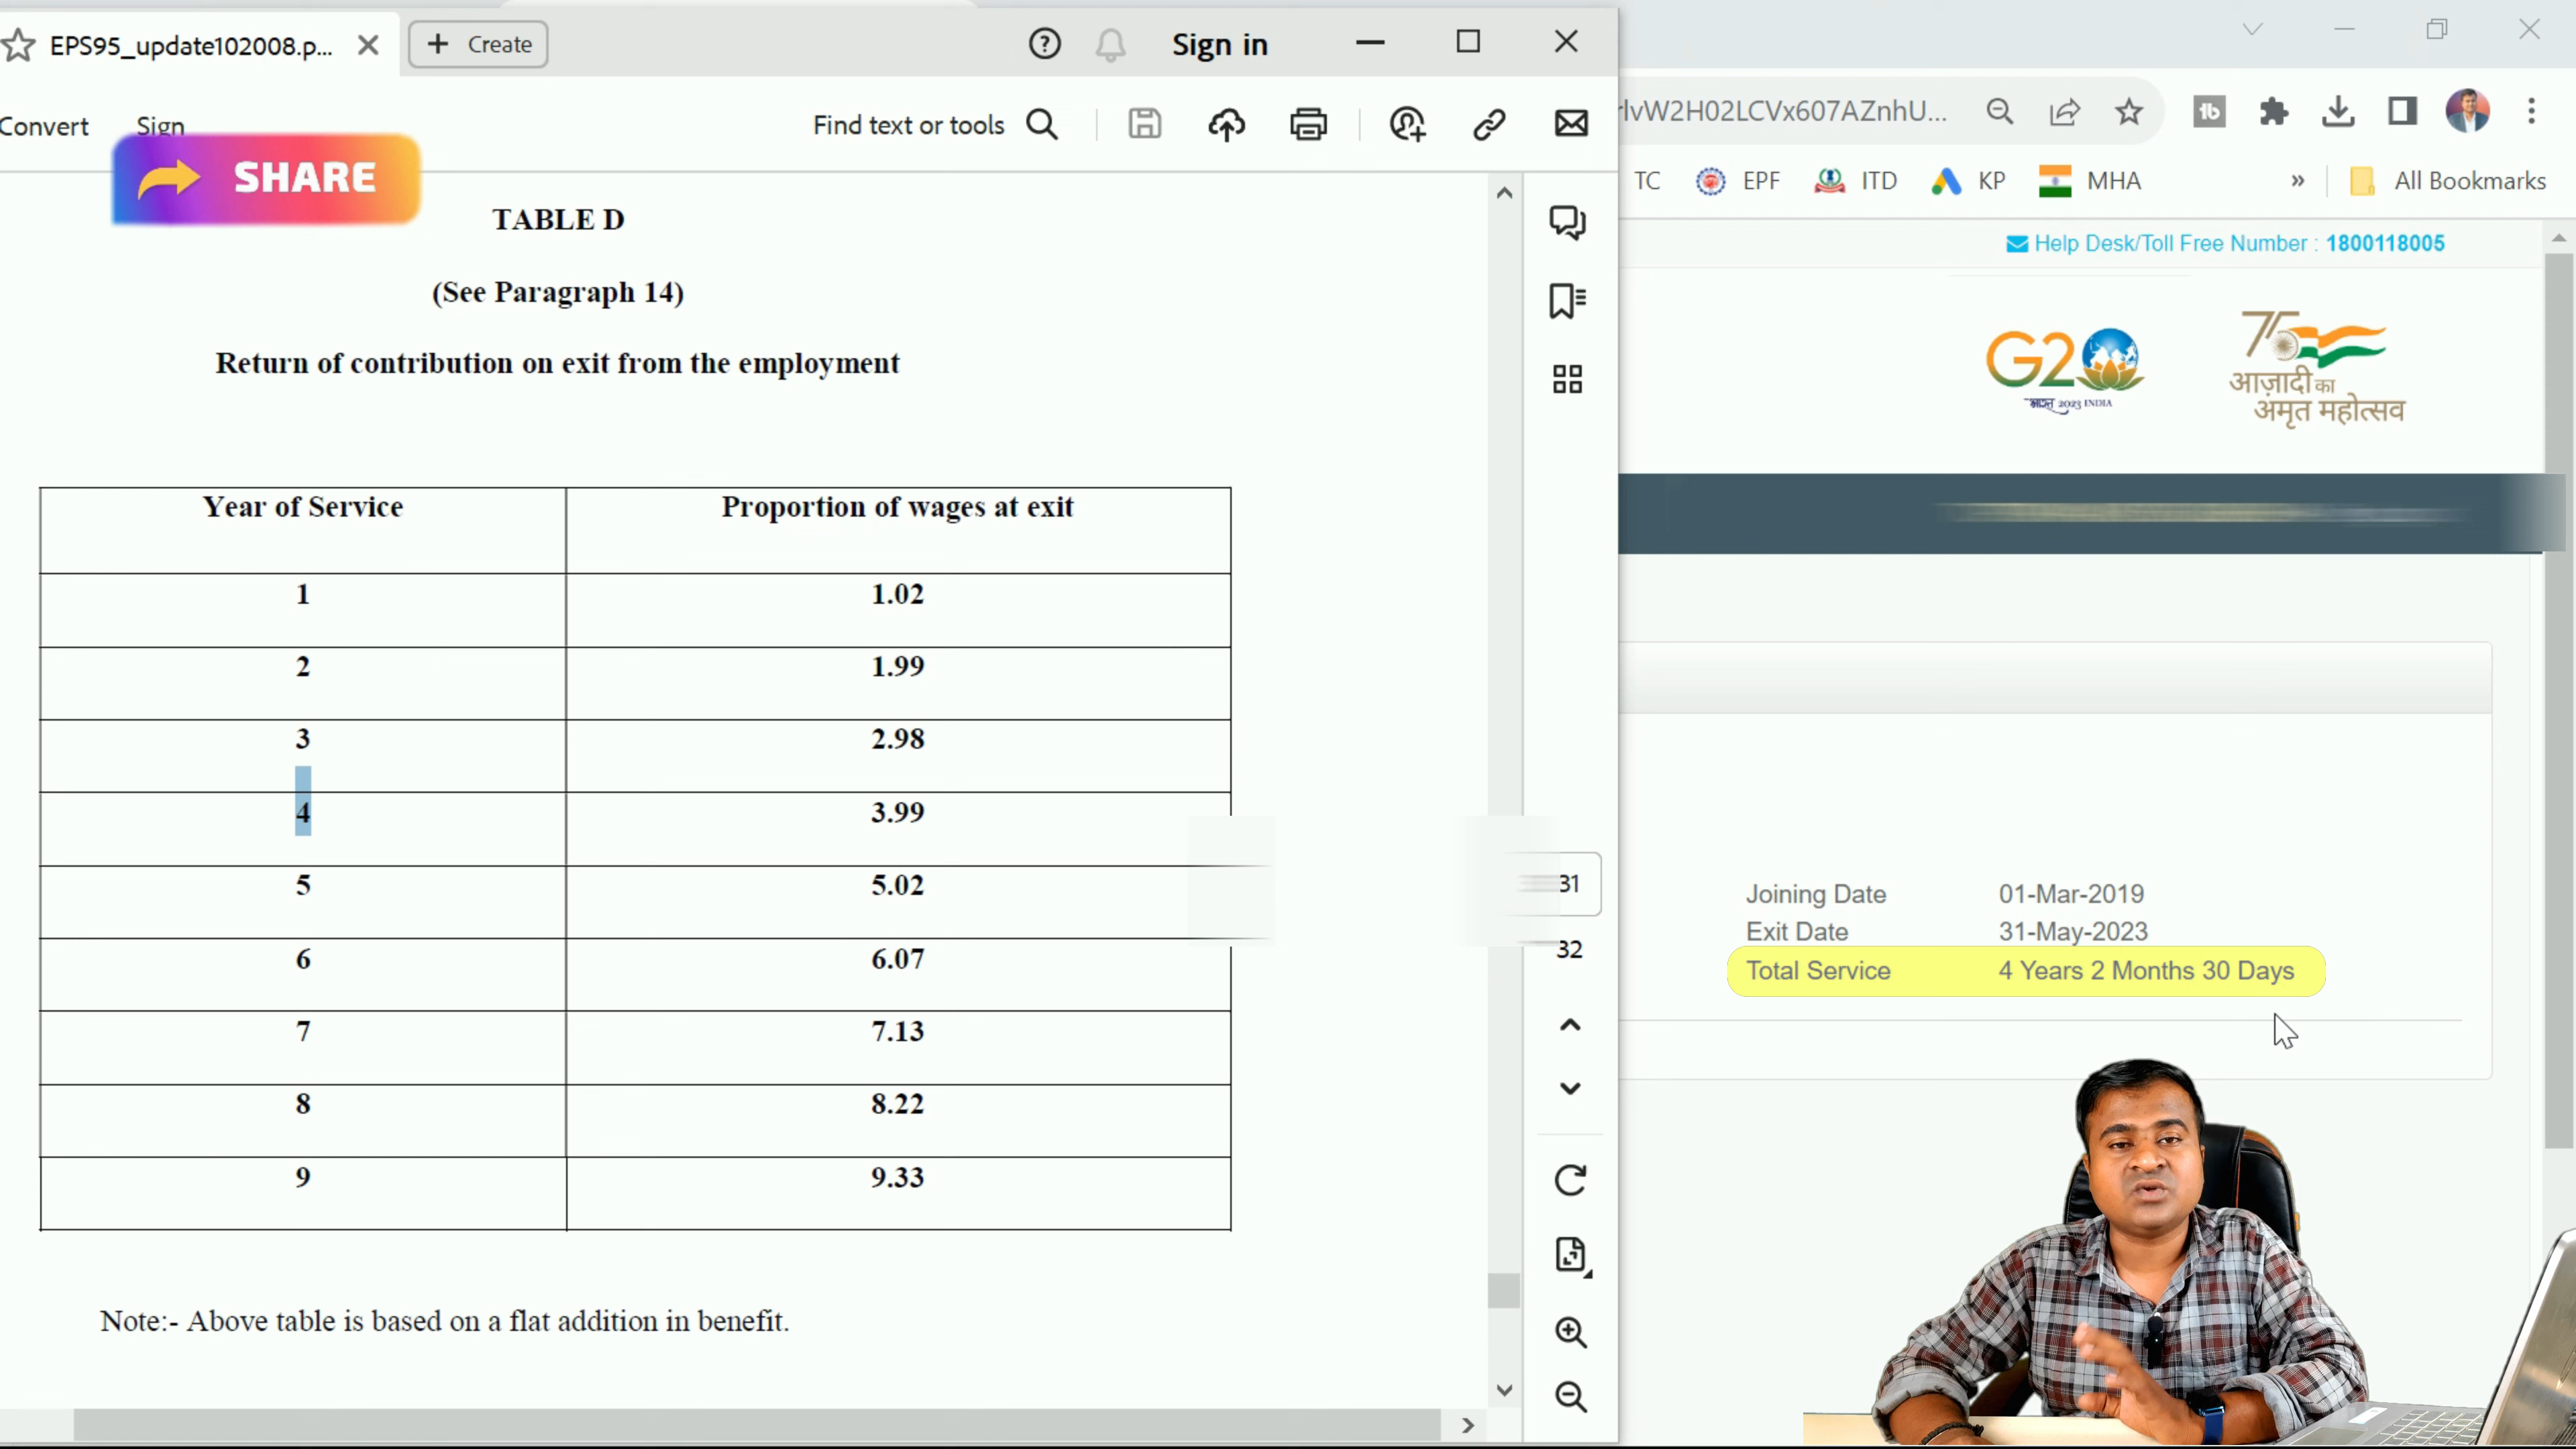 EPS95_update102008.p...
Create
Sign in
Convert
Sign
Find text or tools
SHARE
TABLE D
(See Paragraph 14)
Return of contribution on exit from the employment
Year of Service Proportion of wages at exit
1 1.02
2 1.99
3 2.98
4 3.99
5 5.02
6 6.07
7 7.13
8 8.22
9 9.33
Note:- Above table is based on a flat addition in benefit.
31
32
lvW2H02LCVx607AZnhU...
TC EPF ITD KP MHA » All Bookmarks
Help Desk/Toll Free Number : 1800118005
G20
भारत 2023 INDIA
75
आज़ादी का
अमृत महोत्सव
Joining Date 01-Mar-2019
Exit Date 31-May-2023
Total Service 4 Years 2 Months 30 Days